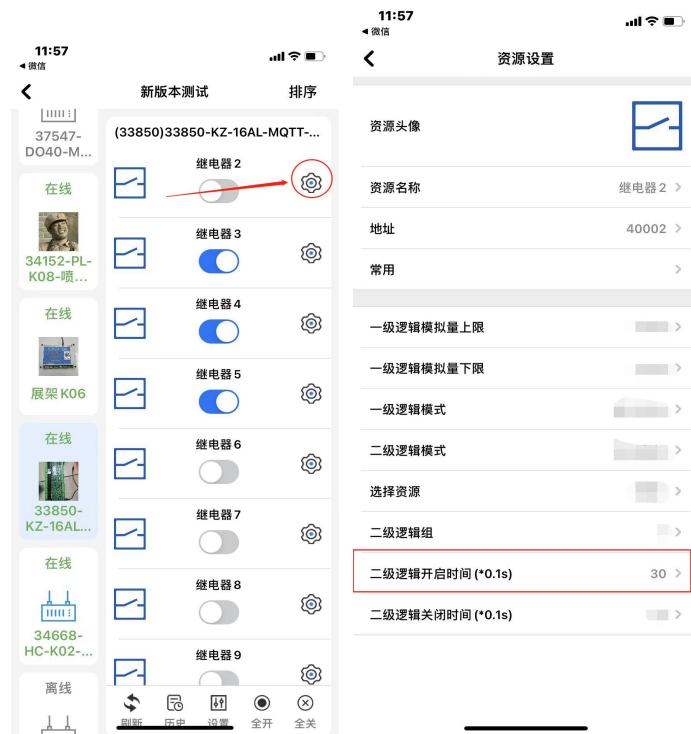 11:57
微信
新版本测试
排序
37547-
DO40-M...
在线
34152-PL-
K08-喷...
在线
展架 K06
在线
33850-
KZ-16AL...
在线
34668-
HC-K02-...
离线
(33850)33850-KZ-16AL-MQTT-...
继电器2
继电器3
继电器4
继电器5
继电器6
继电器7
继电器8
继电器9
刷新
历史
设置
全开
全关
11:57
微信
资源设置
资源头像
资源名称 继电器2
地址 40002
常用
一级逻辑模拟量上限
一级逻辑模拟量下限
一级逻辑模式
二级逻辑模式
选择资源
二级逻辑组
二级逻辑开启时间(*0.1s) 30
二级逻辑关闭时间(*0.1s)